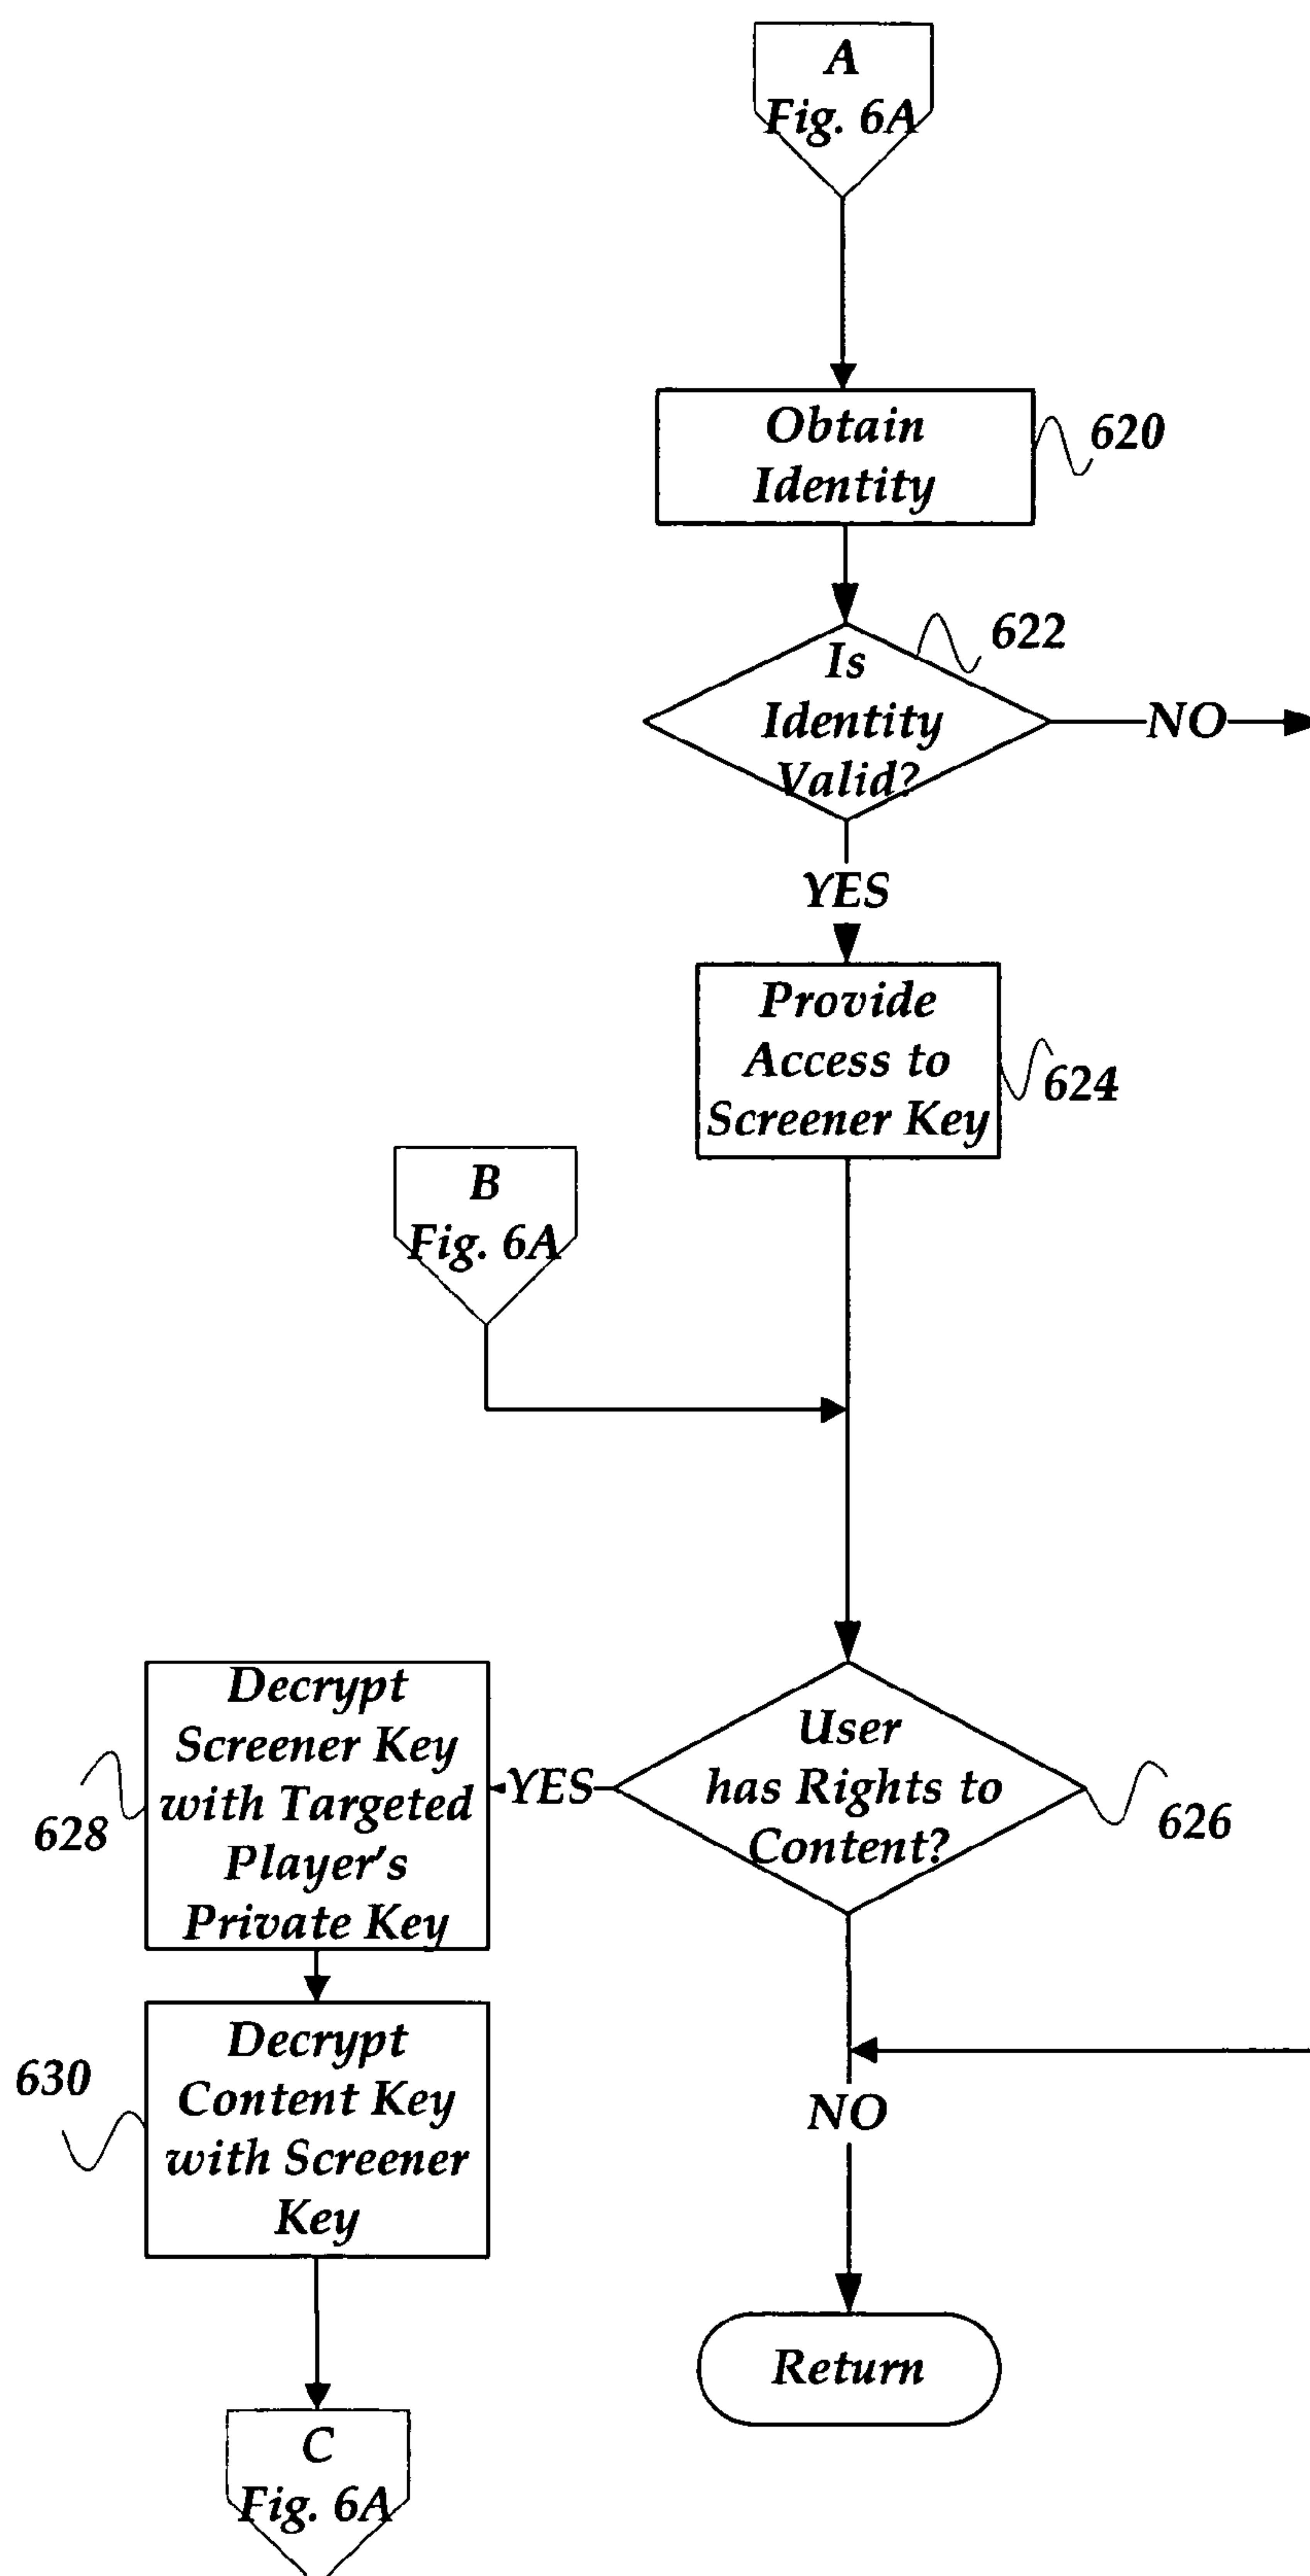 A
Fig. 6A
Obtain
Identity
620
622
Is
Identity
Valid?
NO
YES
Provide
Access to
Screener Key
624
B
Fig. 6A
User
has Rights to
Content?
626
YES
Decrypt
Screener Key
with Targeted
Player's
Private Key
628
Decrypt
Content Key
with Screener
Key
630
NO
Return
C
Fig. 6A